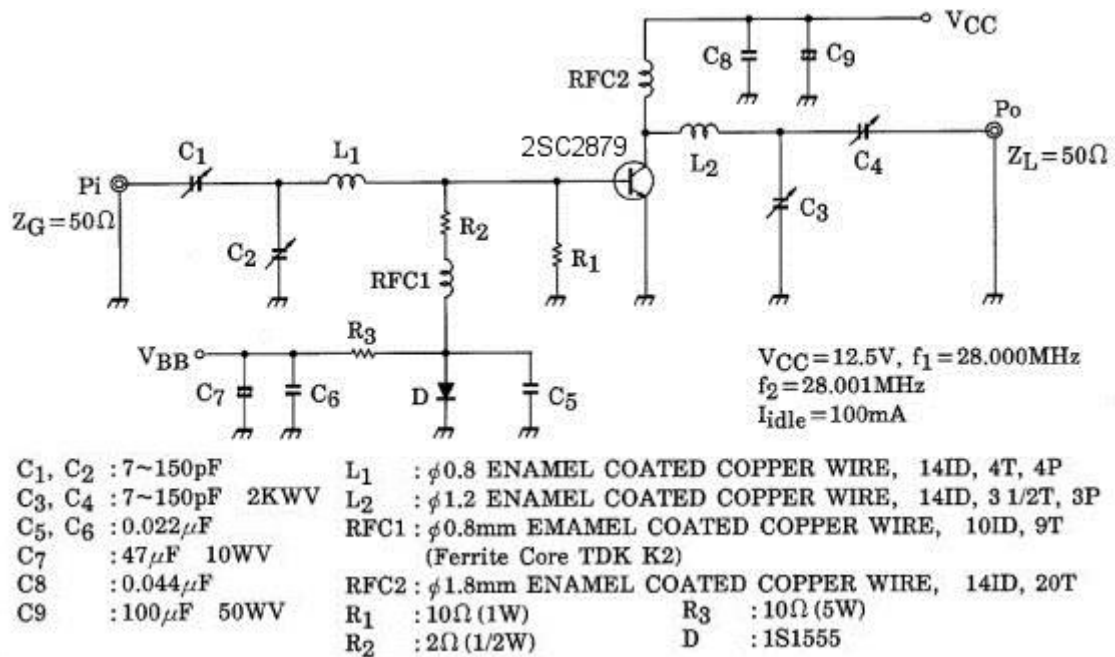 VCC
C8
C9
RFC2
Po
2SC2879
C1
L1
L2
C4
ZL=50Ω
Pi
ZG=50Ω
R2
C3
C2
R1
RFC1
R3
VBB
VCC=12.5V, f1=28.000MHz
C7
C6
D
C5
f2=28.001MHz
Iidle=100mA
C1, C2 :7~150pF
L1 :φ0.8 ENAMEL COATED COPPER WIRE, 14ID, 4T, 4P
C3, C4 :7~150pF 2KWV
L2 :φ1.2 ENAMEL COATED COPPER WIRE, 14ID, 3 1/2T, 3P
C5, C6 :0.022μF
RFC1 :φ0.8mm EMAMEL COATED COPPER WIRE, 10ID, 9T
C7 :47μF 10WV
(Ferrite Core TDK K2)
C8 :0.044μF
RFC2 :φ1.8mm ENAMEL COATED COPPER WIRE, 14ID, 20T
C9 :100μF 50WV
R1 :10Ω (1W)
R3 :10Ω (5W)
R2 :2Ω (1/2W)
D :1S1555